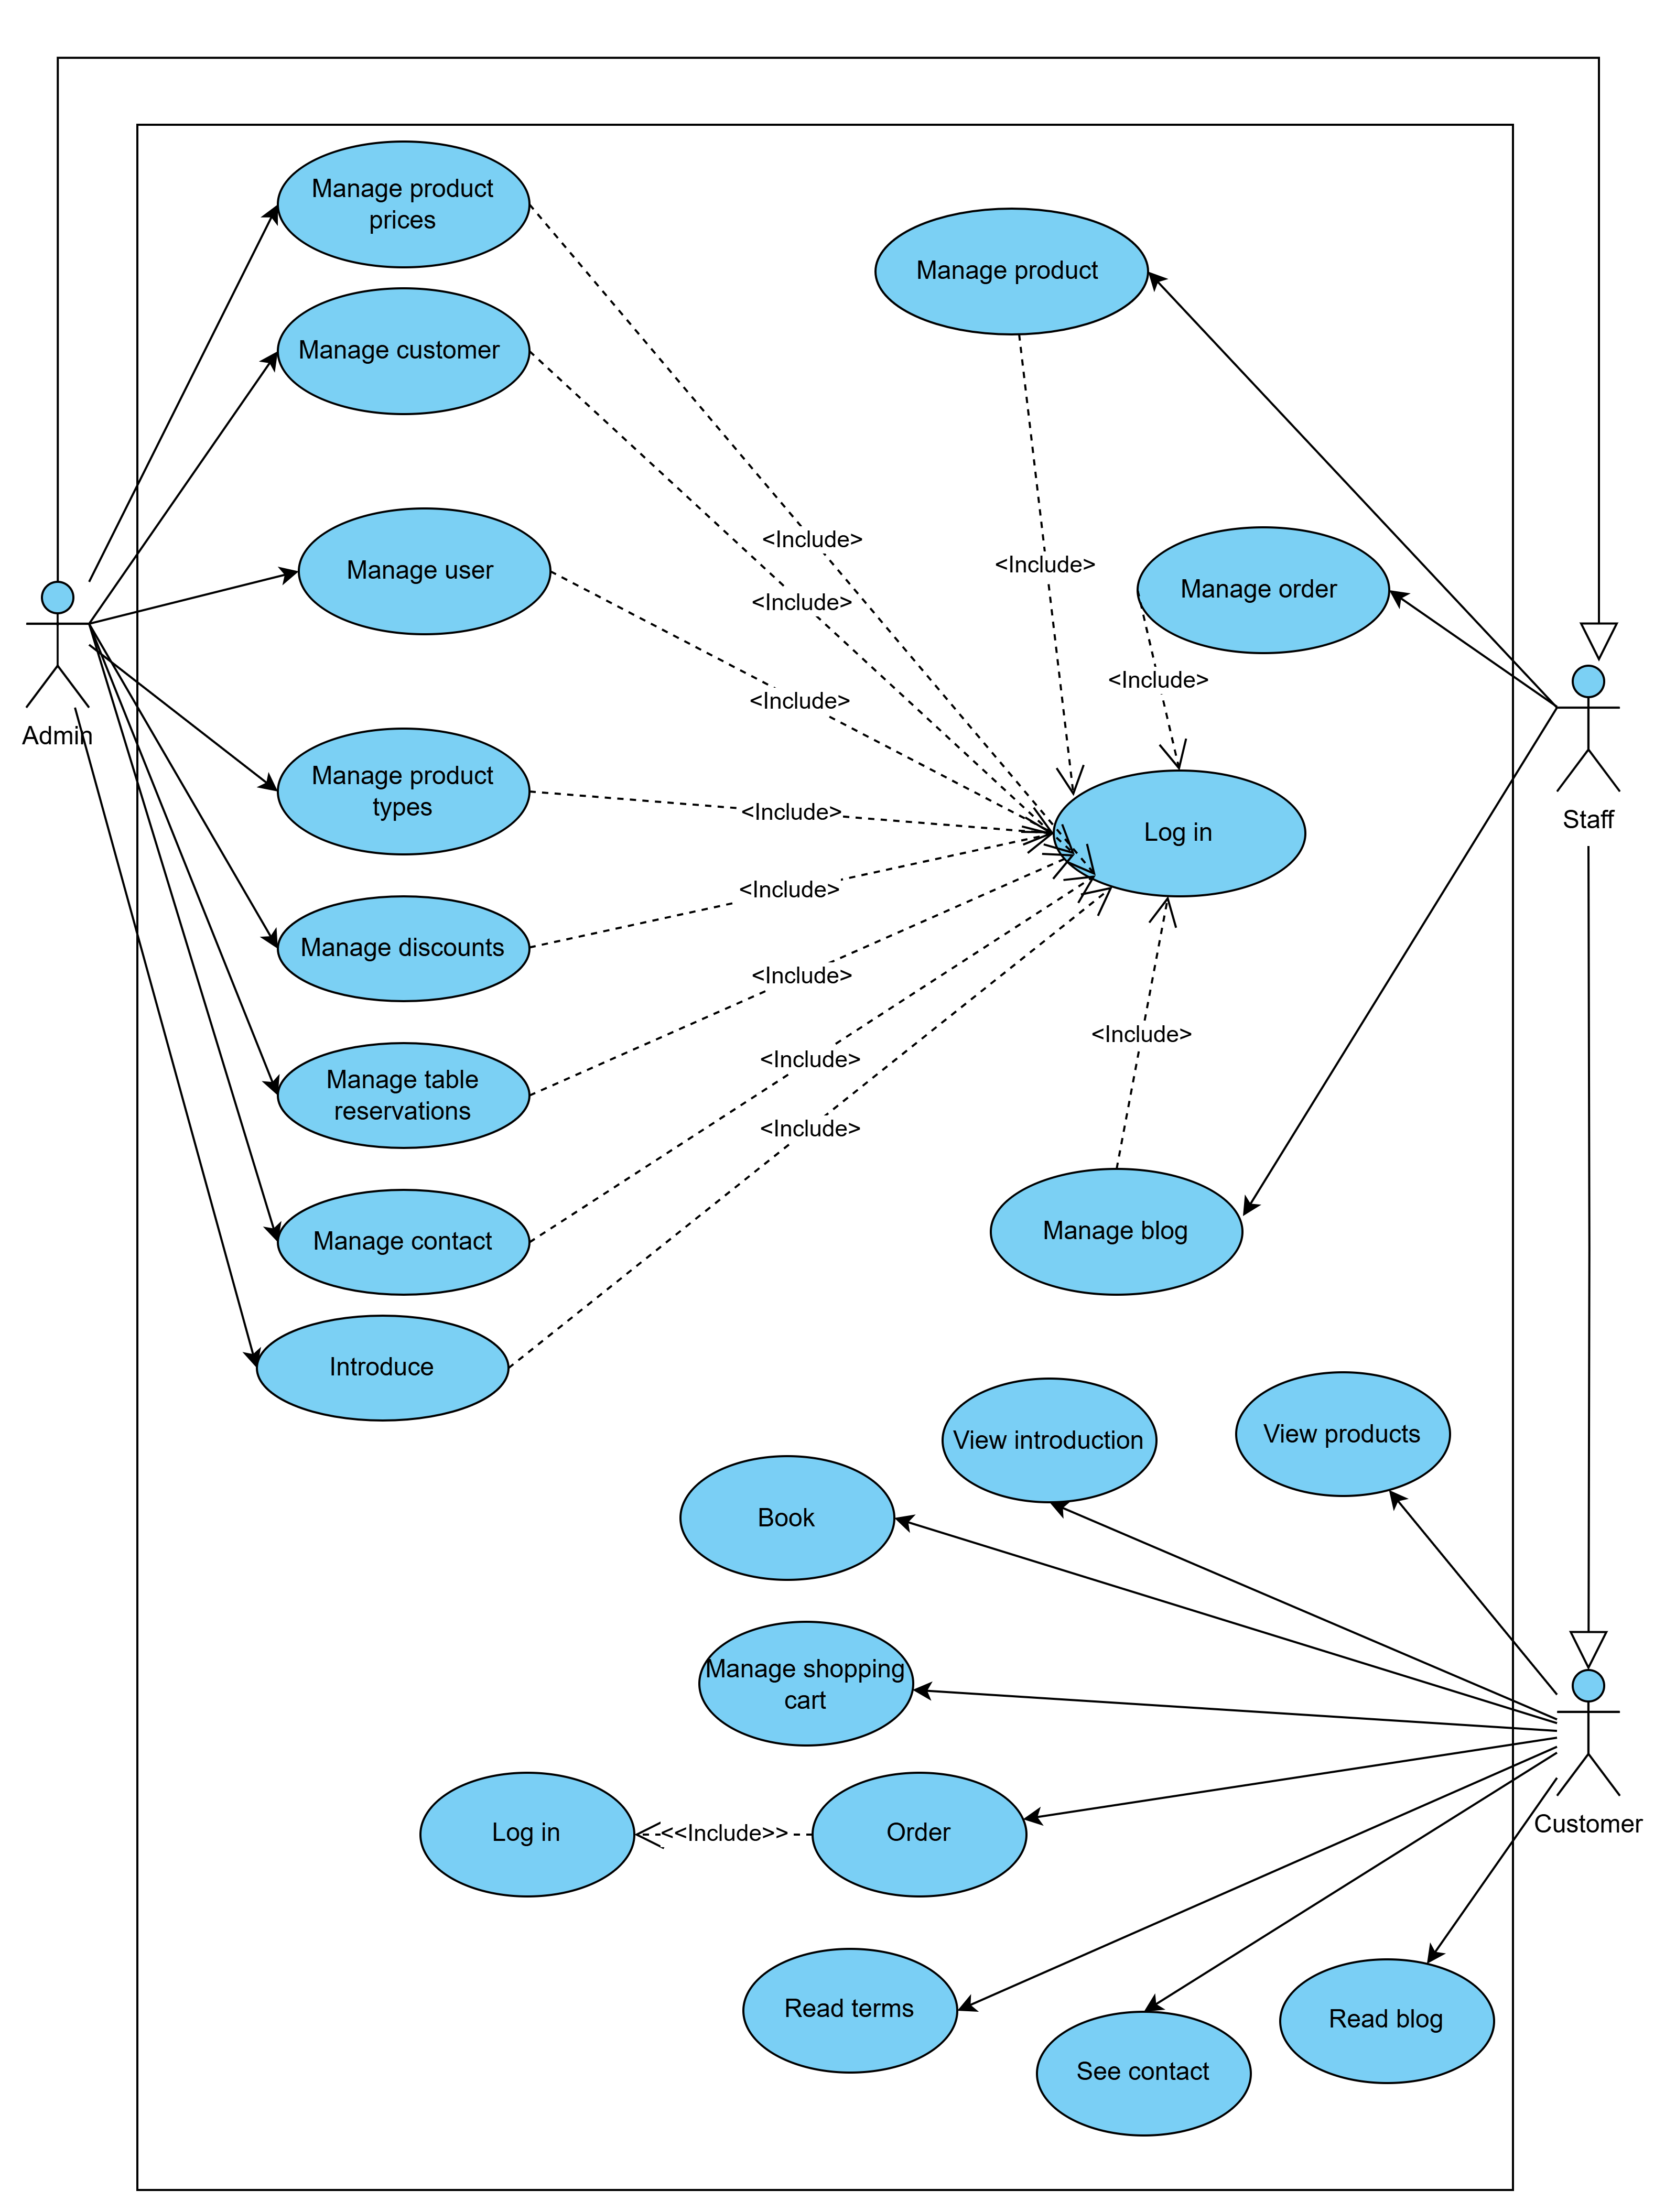 Manage product
prices
Manage product
Manage customer
<Include>
<Include>
Manage user
Manage order
<Include>
<Include>
<Include>
Admin
Manage product
types
<Include>
Log in
Staff
<Include>
Manage discounts
<Include>
<Include>
<Include>
Manage table
reservations
<Include>
Manage contact
Manage blog
Introduce
View introduction
View products
Book
Manage shopping
cart
Log in
<<Include>>
Order
Customer
Read terms
See contact
Read blog